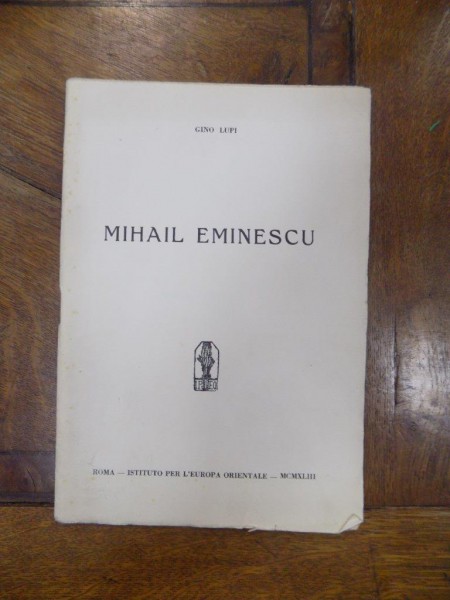 GINO LUPI
MIHAIL EMINESCU
ROMA — ISTITUTO PER L'EUROPA ORIENTALE — MCMXLIII